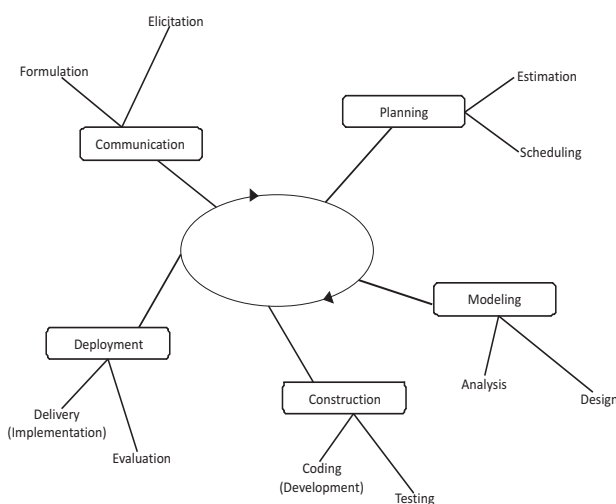 Elicitation
Formulation
Communication
Planning
Estimation
Scheduling
Modeling
Analysis
Design
Construction
Coding
(Development)
Testing
Deployment
Delivery
(Implementation)
Evaluation